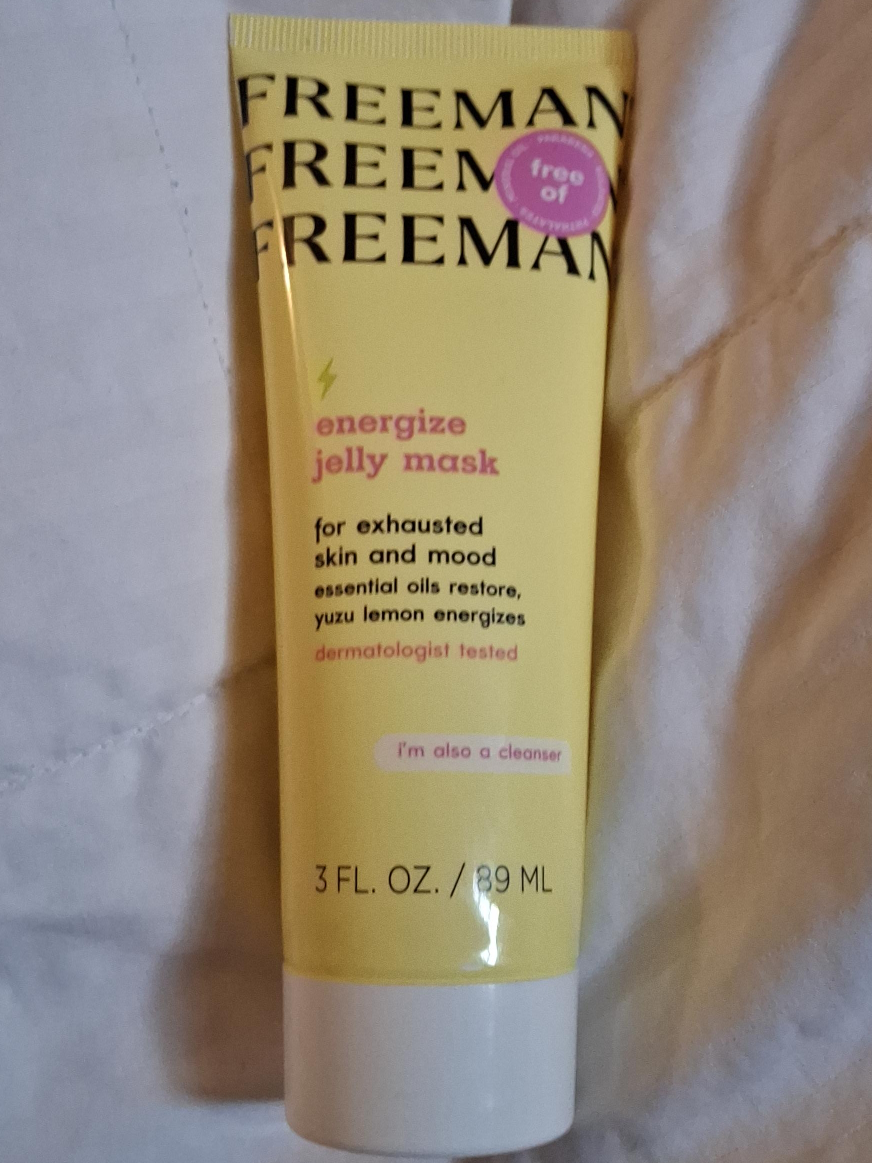 FREEMAN
FREEMAN
FREEMAN
free
of
energize
jelly mask
for exhausted
skin and mood
essential oils restore,
yuzu lemon energizes
dermatologist tested
i'm also a cleanser
3 FL. OZ. / 89 ML